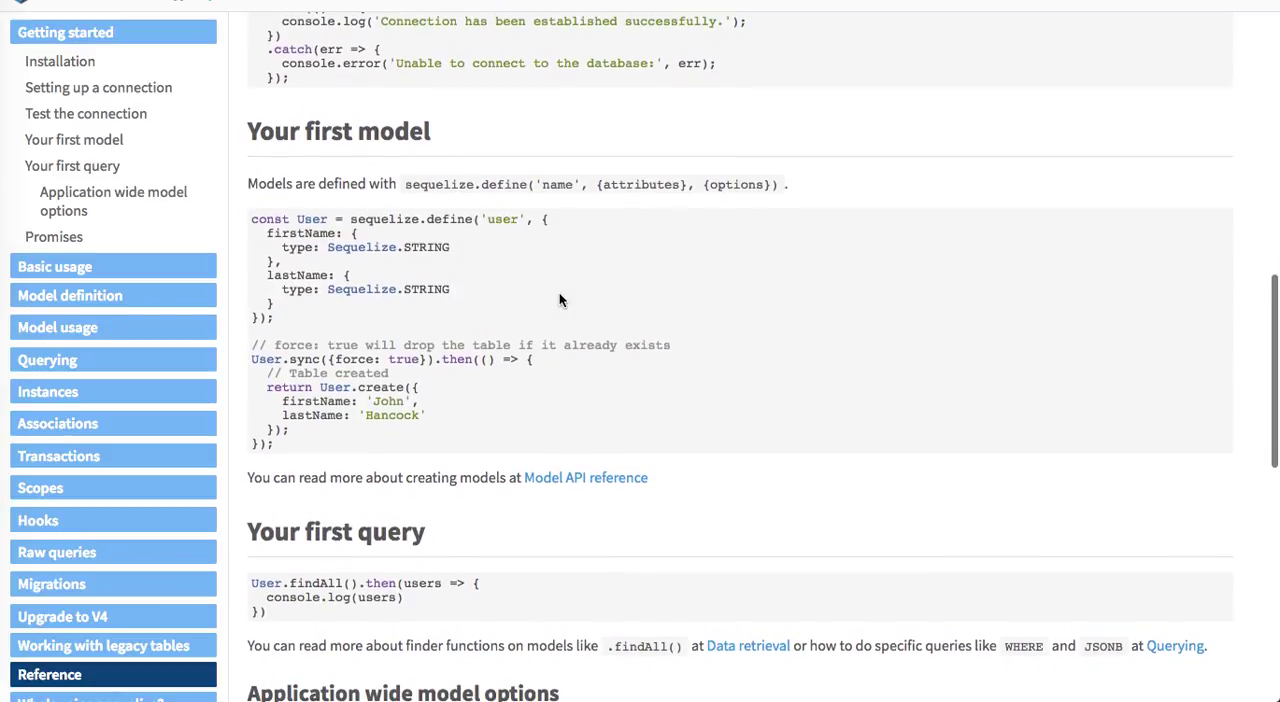 Getting started
Installation
Setting up a connection
Test the connection
Your first model
Your first query
Application wide model
options
Promises
Basic usage
Model definition
Model usage
Querying
Instances
Associations
Transactions
Scopes
Hooks
Raw queries
Migrations
Upgrade to V4
Working with legacy tables
Reference
console.log('Connection has been established successfully.');
})
.catch(err => {
console.error('Unable to connect to the database:', err);
});
Your first model
Models are defined with sequelize.define('name', {attributes}, {options}) .
const User = sequelize.define('user', {
firstName: {
type: Sequelize.STRING
},
lastName: {
type: Sequelize.STRING
}
});
// force: true will drop the table if it already exists
User.sync({force: true}).then(() => {
// Table created
return User.create({
firstName: 'John',
lastName: 'Hancock'
});
});
You can read more about creating models at Model API reference
Your first query
User.findAll().then(users => {
console.log(users)
})
You can read more about finder functions on models like .findAll() at Data retrieval or how to do specific queries like WHERE and JSONB at Querying.
Application wide model options